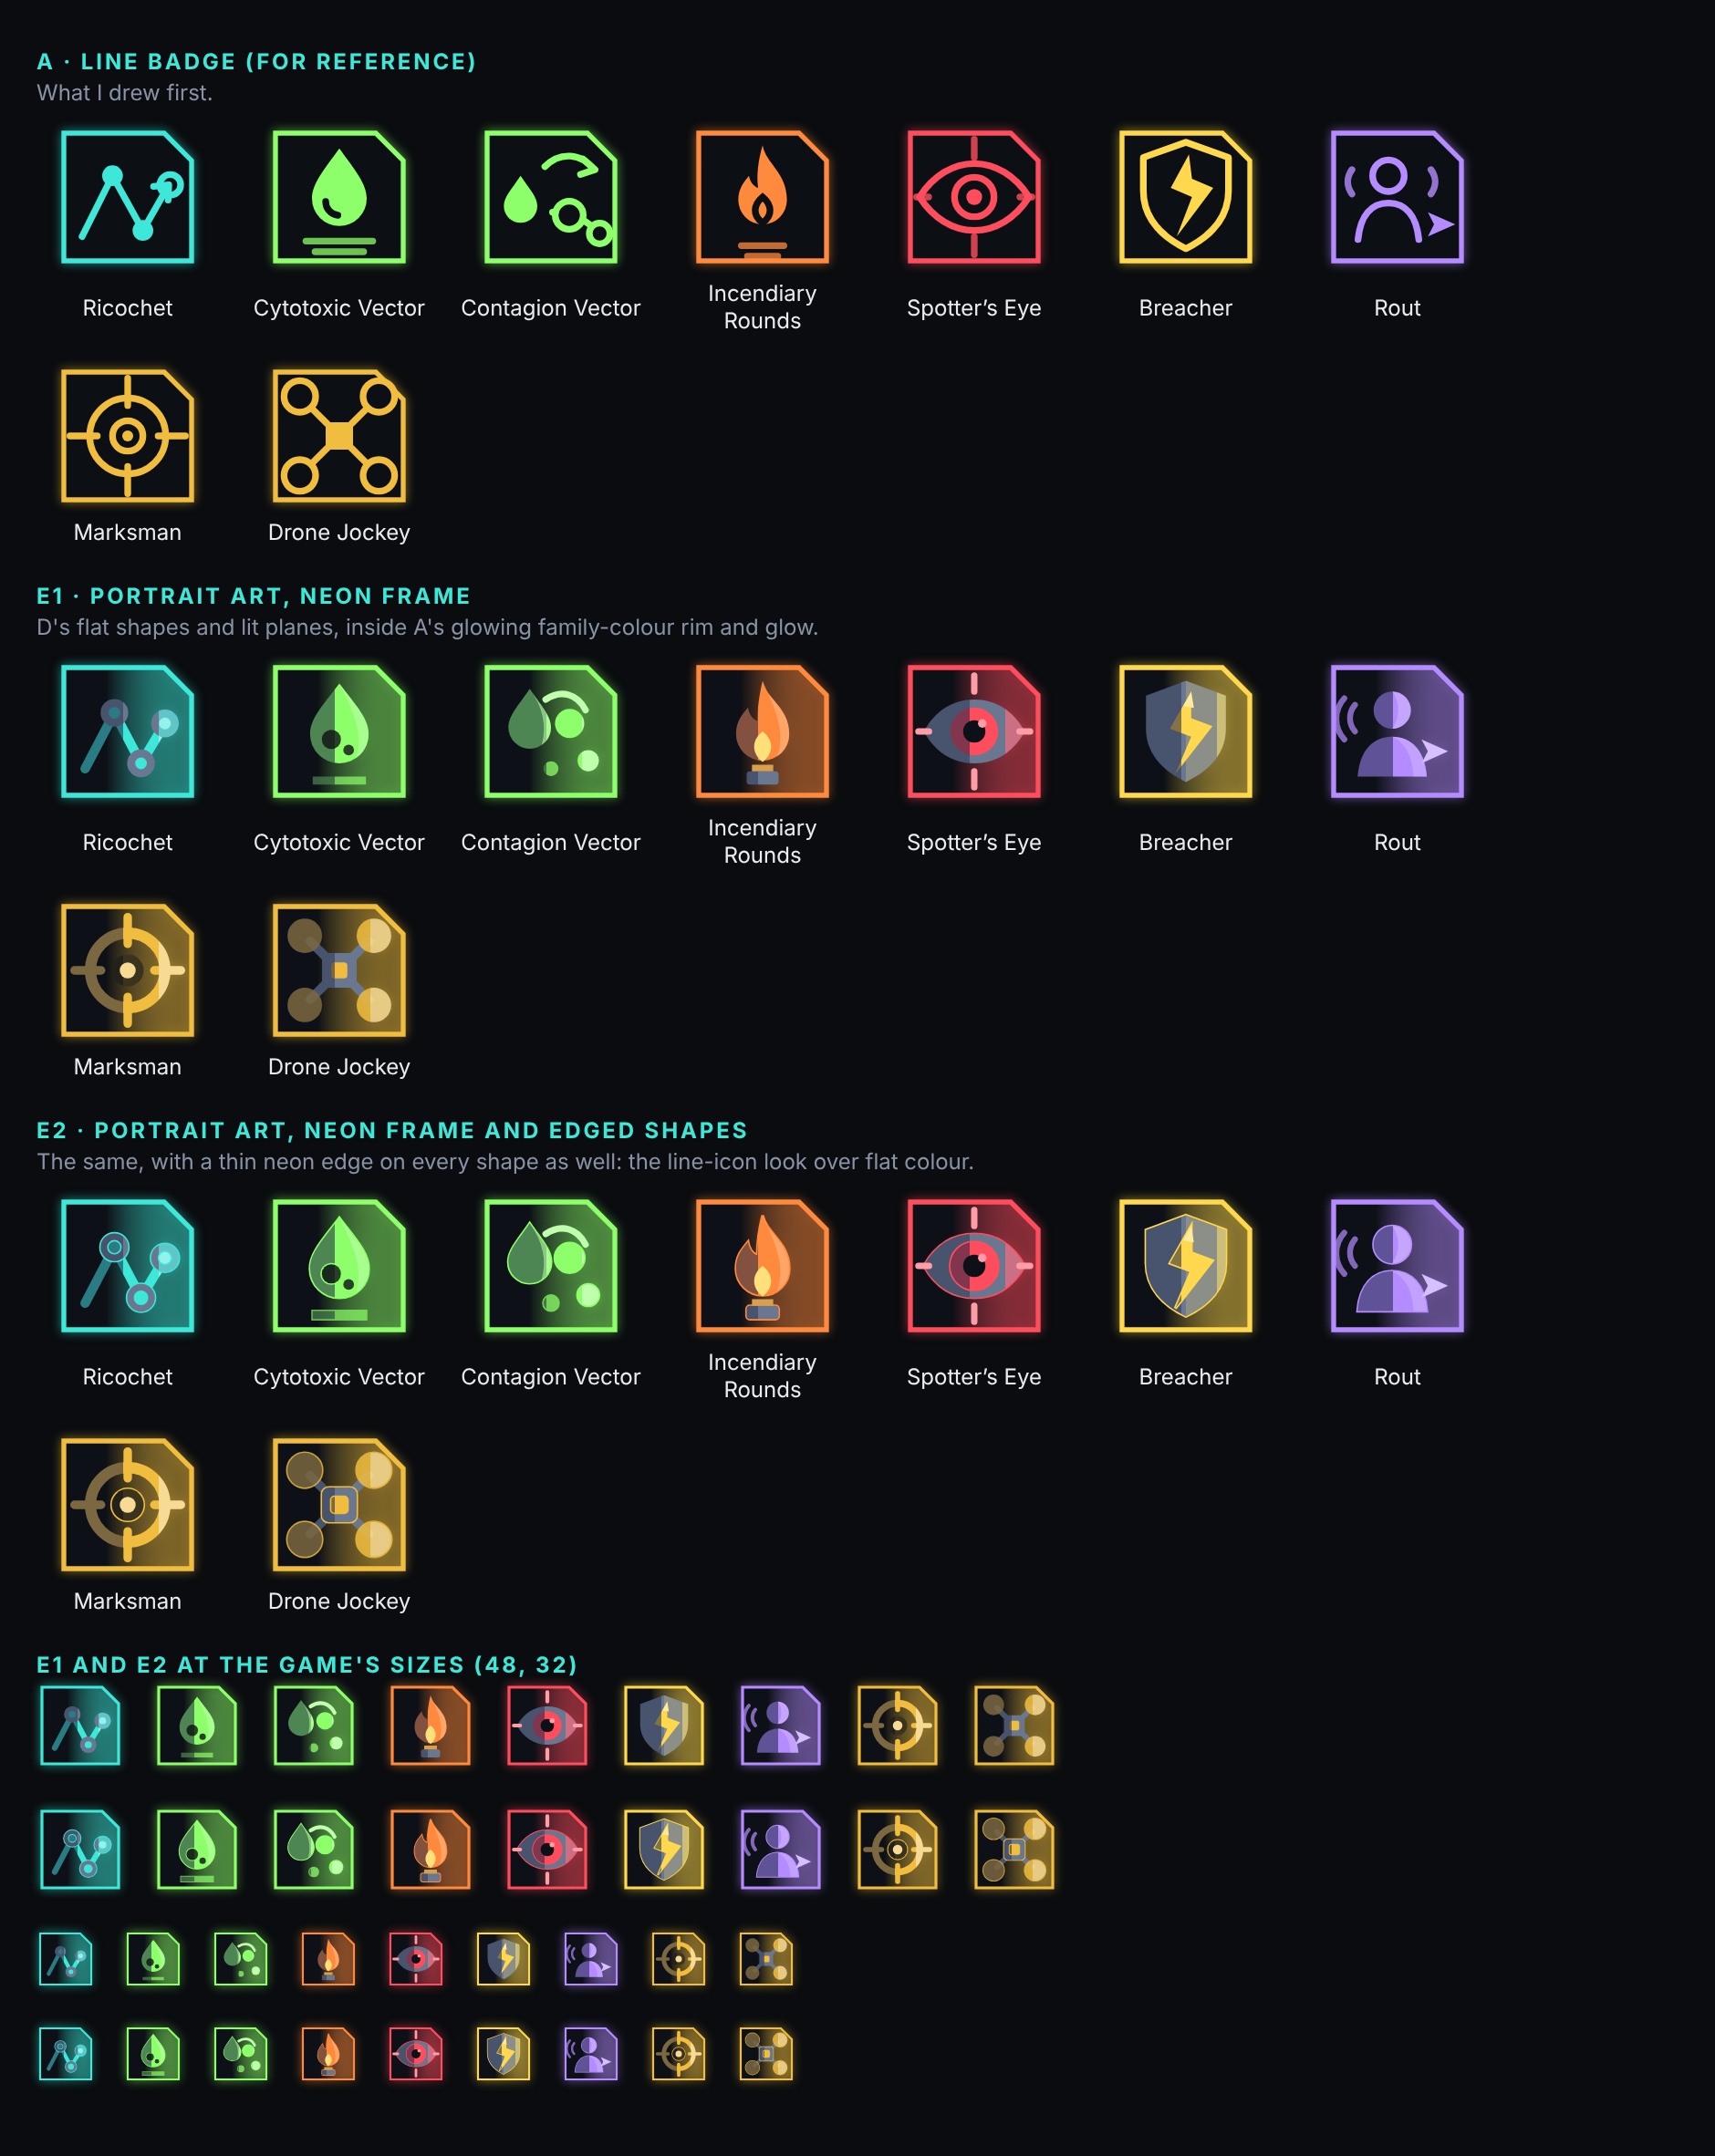 A · LINE BADGE (FOR REFERENCE)
What I drew first.
Ricochet
Cytotoxic Vector
Contagion Vector
Incendiary
Rounds
Spotter’s Eye
Breacher
Rout
Marksman
Drone Jockey
E1 · PORTRAIT ART, NEON FRAME
D's flat shapes and lit planes, inside A's glowing family-colour rim and glow.
Ricochet
Cytotoxic Vector
Contagion Vector
Incendiary
Rounds
Spotter’s Eye
Breacher
Rout
Marksman
Drone Jockey
E2 · PORTRAIT ART, NEON FRAME AND EDGED SHAPES
The same, with a thin neon edge on every shape as well: the line-icon look over flat colour.
Ricochet
Cytotoxic Vector
Contagion Vector
Incendiary
Rounds
Spotter’s Eye
Breacher
Rout
Marksman
Drone Jockey
E1 AND E2 AT THE GAME'S SIZES (48, 32)